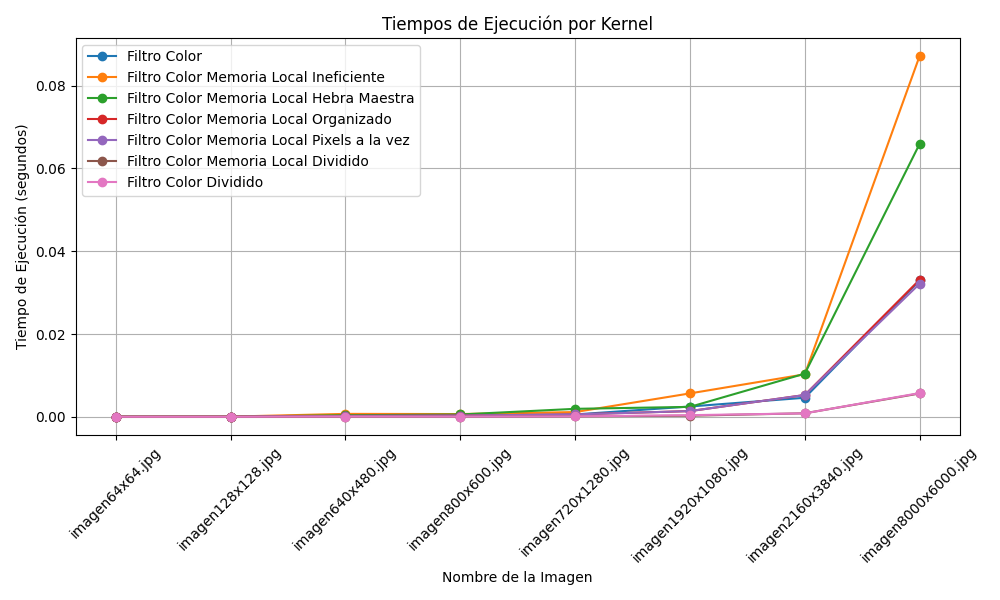 Tiempos de Ejecución por Kernel
Filtro Color
Filtro Color Memoria Local Ineficiente
Filtro Color Memoria Local Hebra Maestra
Filtro Color Memoria Local Organizado
Filtro Color Memoria Local Pixels a la vez
Filtro Color Memoria Local Dividido
Filtro Color Dividido
Tiempo de Ejecución (segundos)
0.08
0.06
0.04
0.02
0.00
imagen64x64.jpg
imagen128x128.jpg
imagen640x480.jpg
imagen800x600.jpg
imagen720x1280.jpg
imagen1920x1080.jpg
imagen2160x3840.jpg
imagen8000x6000.jpg
Nombre de la Imagen